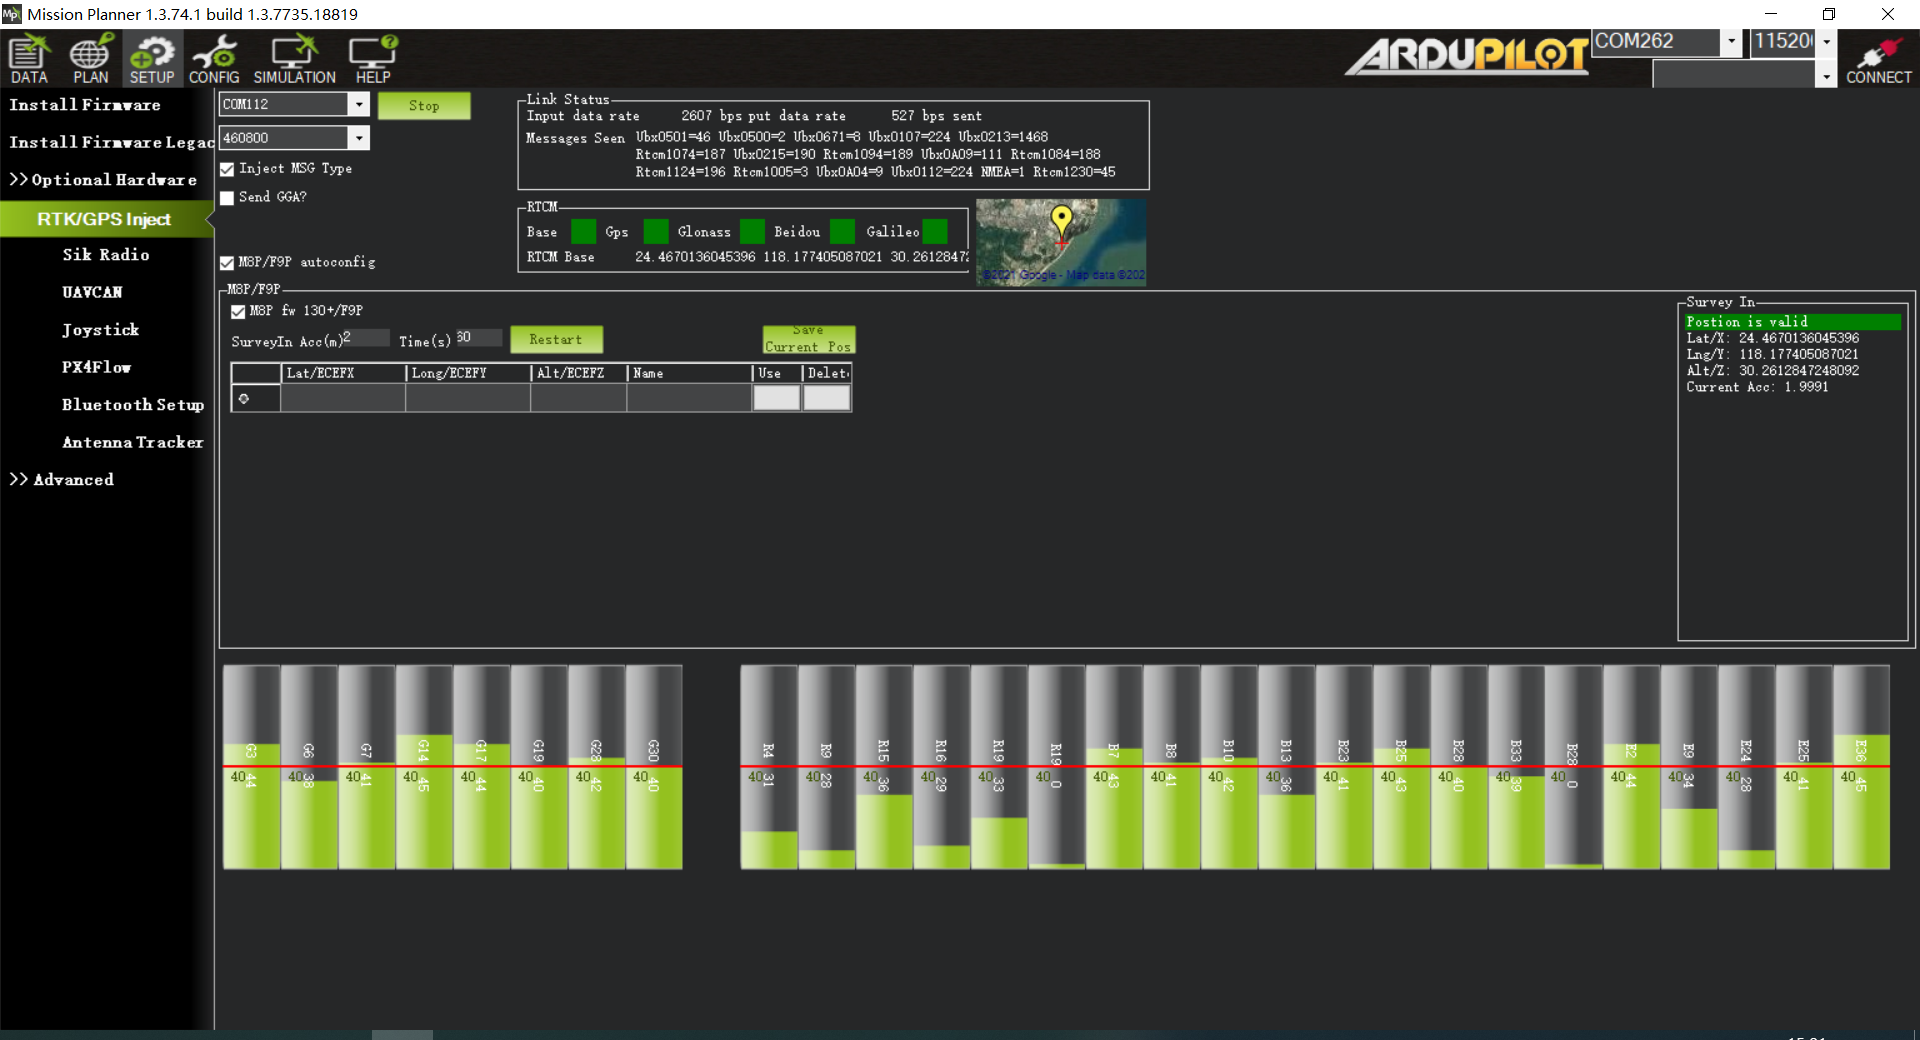 Mission Planner 1.3.74.1 build 1.3.7735.18819
DATA
PLAN
SETUP
CONFIG
SIMULATION
HELP
ARDUPILOT
COM262
11520
CONNECT
Install Firmware
Install Firmware Legac
>> Optional Hardware
RTK/GPS Inject
Sik Radio
UAVCAN
Joystick
PX4Flow
Bluetooth Setup
Antenna Tracker
>> Advanced
COM112
Stop
460800
Inject MSG Type
Send GGA?
M8P/F9P autoconfig
Link Status
Input data rate 2607 bps put data rate 527 bps sent
Messages Seen Ubx0501=46 Ubx0500=2 Ubx0671=8 Ubx0107=224 Ubx0213=1468
Rtcm1074=187 Ubx0215=190 Rtcm1094=189 Ubx0A09=111 Rtcm1084=188
Rtcm1124=196 Rtcm1005=3 Ubx0A04=9 Ubx0112=224 NMEA=1 Rtcm1230=45
RTCM
Base Gps Glonass Beidou Galileo
RTCM Base 24.4670136045396 118.177405087021 30.2612847
©2021 Google - Map data ©202
M8P/F9P
M8P fw 130+/F9P
SurveyIn Acc(m) 2 Time(s) 60 Restart
Save
Current Pos
Lat/ECEFX Long/ECEFY Alt/ECEFZ Name Use Delet
Survey In
Postion is valid
Lat/X: 24.4670136045396
Lng/Y: 118.177405087021
Alt/Z: 30.2612847248092
Current Acc: 1.9991
G3 G6 G7 G14 G17 G19 G28 G30 R4 R9 R15 R16 R19 R19 B7 B8 B10 B13 B23 B25 B28 B33 B28 E2 E9 E24 E25 E36
40 40 40 40 40 40 40 40 40 40 40 40 40 40 40 40 40 40 40 40 40 40 40 40 40 40 40 40
44 38 41 45 44 40 42 40 31 28 36 29 33 0 43 41 42 36 41 43 40 39 0 44 34 28 41 45